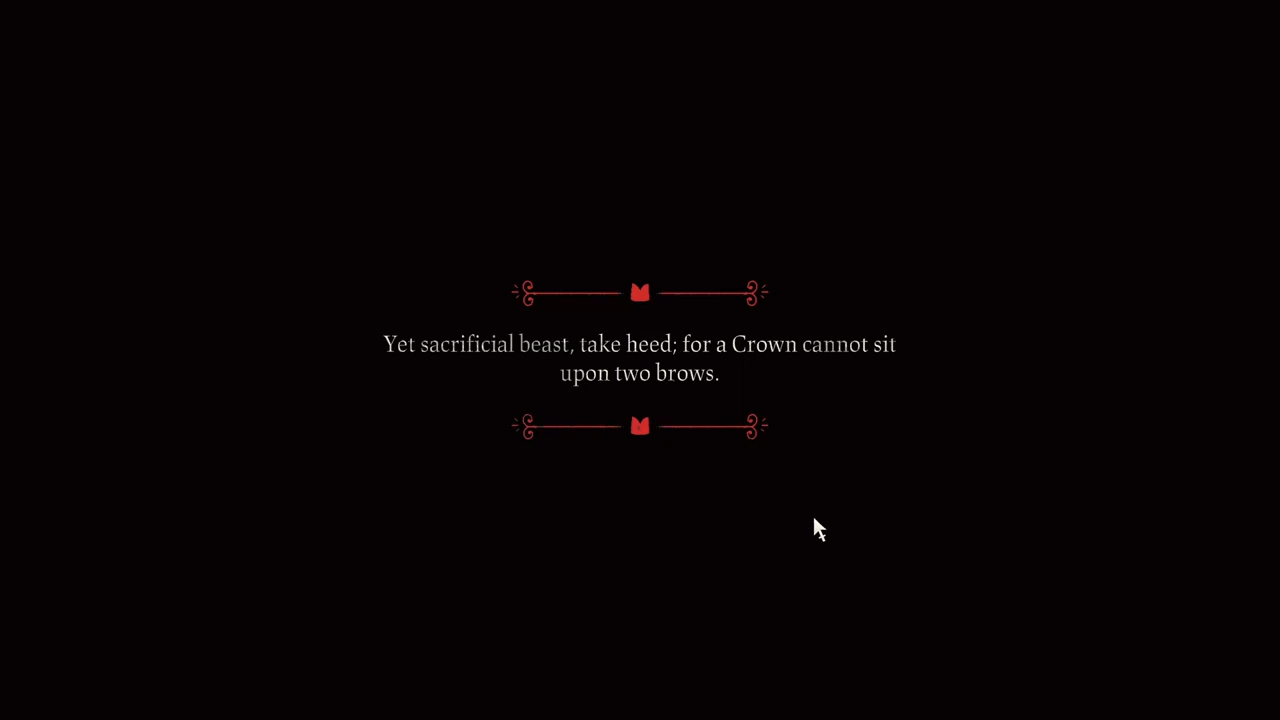 Yet sacrificial beast, take heed; for a Crown cannot sit
upon two brows.